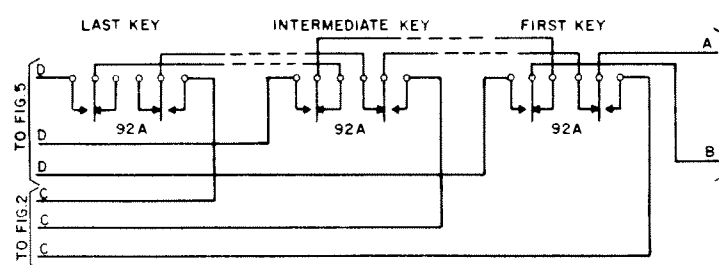 LAST KEY INTERMEDIATE KEY FIRST KEY
A
D
92A 92A 92A
TO FIG.5
D
B
D
C
TO FIG.2
C
C